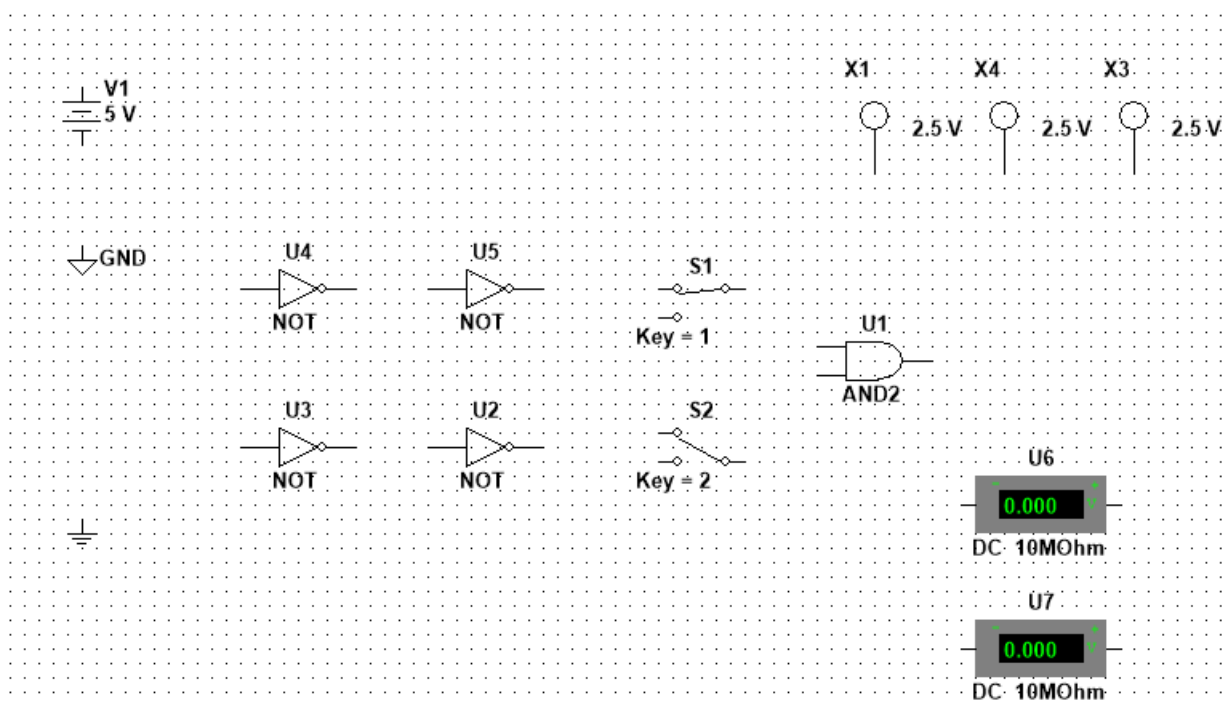 X1 X4 X3
V1
5 V
2.5 V 2.5 V 2.5 V
GND
U4 U5 S1
NOT NOT
Key = 1
U1
AND2
U3 U2 S2
NOT NOT Key = 2
U6
- +
0.000 V
DC 10MOhm
U7
- +
0.000 V
DC 10MOhm